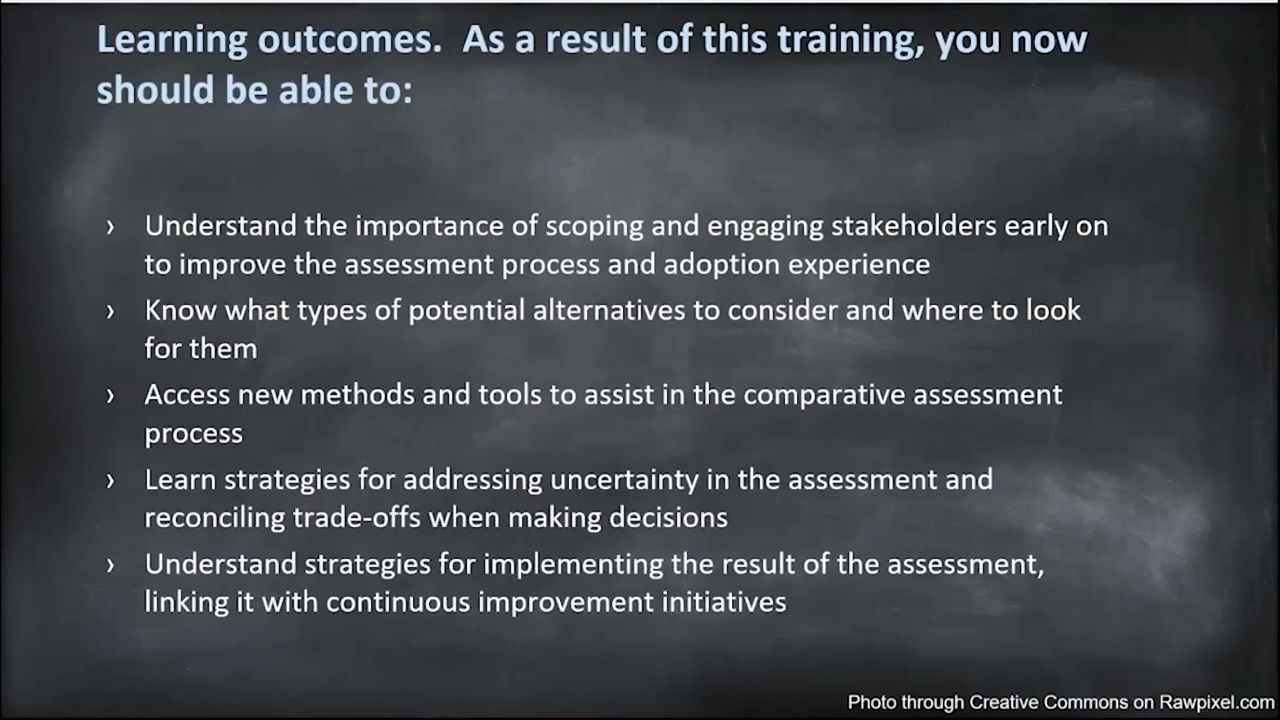 Learning outcomes.  As a result of this training, you now
should be able to:
› Understand the importance of scoping and engaging stakeholders early on
to improve the assessment process and adoption experience
› Know what types of potential alternatives to consider and where to look
for them
› Access new methods and tools to assist in the comparative assessment
process
› Learn strategies for addressing uncertainty in the assessment and
reconciling trade-offs when making decisions
› Understand strategies for implementing the result of the assessment,
linking it with continuous improvement initiatives
Photo through Creative Commons on Rawpixel.com